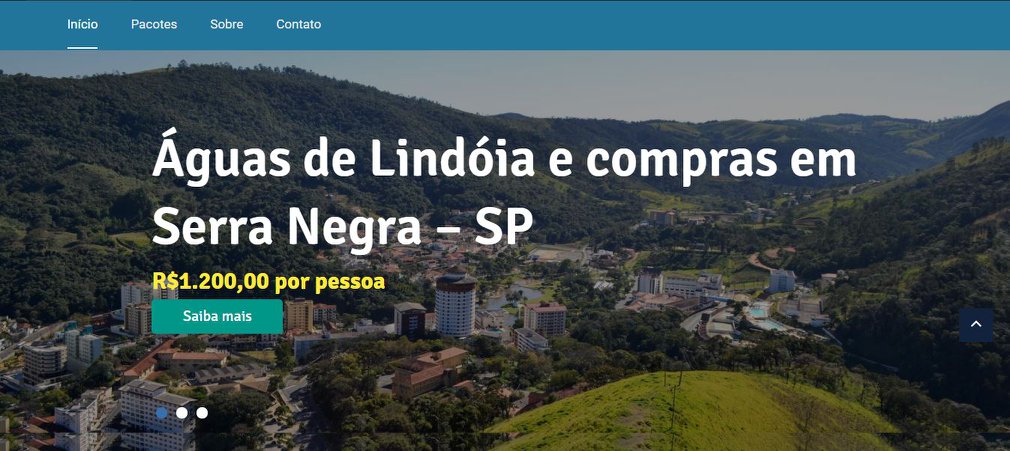 Início Pacotes Sobre Contato
Águas de Lindóia e compras em
Serra Negra – SP
R$1.200,00 por pessoa
Saiba mais